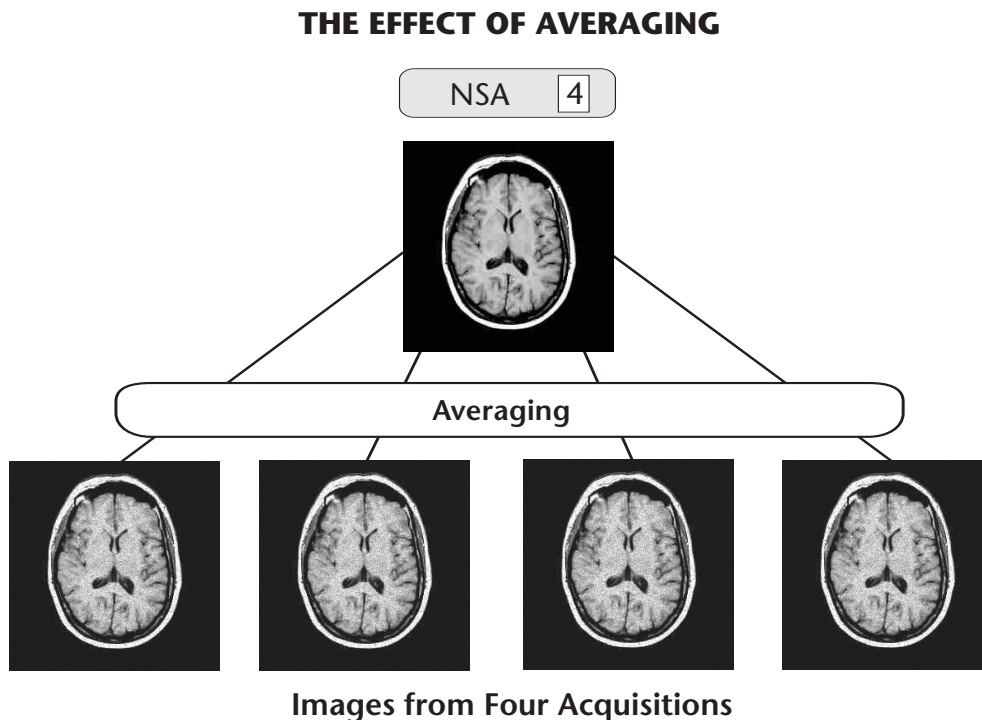 THE EFFECT OF AVERAGING
NSA 4
Averaging
Images from Four Acquisitions